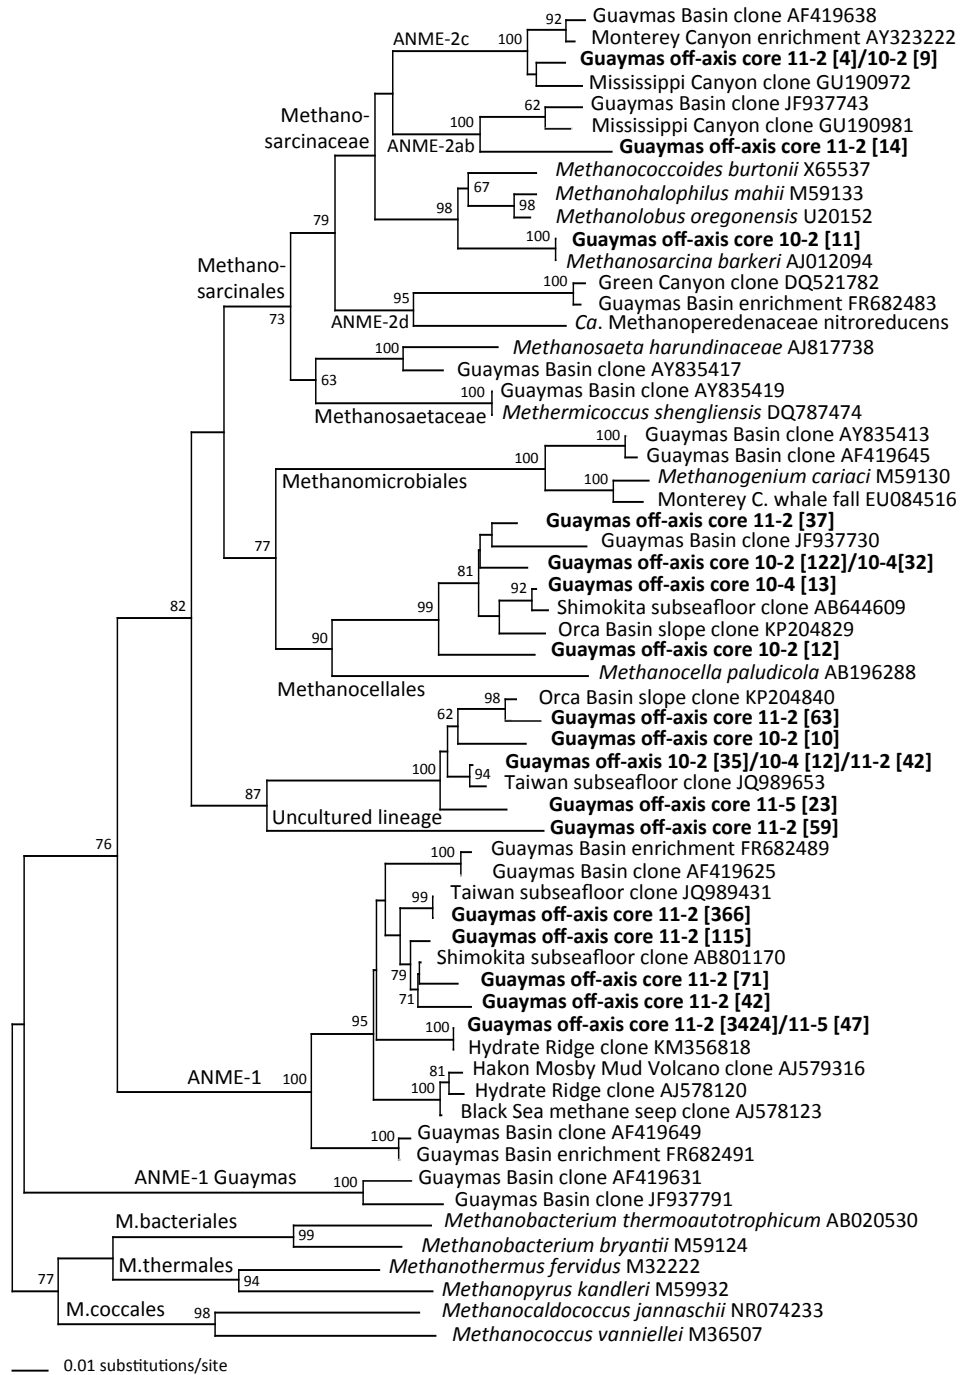 Guaymas Basin clone AF419638
92
Monterey Canyon enrichment AY323222
ANME-2c
100
Guaymas off-axis core 11-2 [4]/10-2 [9]
Mississippi Canyon clone GU190972
62
Guaymas Basin clone JF937743
Methano-
sarcinaceae
100
Mississippi Canyon clone GU190981
ANME-2ab
Guaymas off-axis core 11-2 [14]
Methanococcoides burtonii X65537
67
Methanohalophilus mahii M59133
98
98
Methanolobus oregonensis U20152
79
100
Guaymas off-axis core 10-2 [11]
Methanosarcina barkeri AJ012094
Methano-
sarcinales
100
Green Canyon clone DQ521782
95
Guaymas Basin enrichment FR682483
73
ANME-2d
Ca. Methanoperedenaceae nitroreducens
100
Methanosaeta harundinaceae AJ817738
Guaymas Basin clone AY835417
63
100
Guaymas Basin clone AY835419
Methanosaetaceae
Methermicoccus shengliensis DQ787474
100
Guaymas Basin clone AY835413
100
Guaymas Basin clone AF419645
Methanomicrobiales
100
Methanogenium cariaci M59130
Monterey C. whale fall EU084516
Guaymas off-axis core 11-2 [37]
77
Guaymas Basin clone JF937730
81
Guaymas off-axis core 10-2 [122]/10-4[32]
92
Guaymas off-axis core 10-4 [13]
82
99
Shimokita subseafloor clone AB644609
Orca Basin slope clone KP204829
90
Guaymas off-axis core 10-2 [12]
Methanocella paludicola AB196288
Methanocellales
98
Orca Basin slope clone KP204840
62
Guaymas off-axis core 11-2 [63]
Guaymas off-axis core 10-2 [10]
100
Guaymas off-axis 10-2 [35]/10-4 [12]/11-2 [42]
94
Taiwan subseafloor clone JQ989653
87
Guaymas off-axis core 11-5 [23]
Uncultured lineage
Guaymas off-axis core 11-2 [59]
76
100
Guaymas Basin enrichment FR682489
Guaymas Basin clone AF419625
99
Taiwan subseafloor clone JQ989431
Guaymas off-axis core 11-2 [366]
Guaymas off-axis core 11-2 [115]
Shimokita subseafloor clone AB801170
79
Guaymas off-axis core 11-2 [71]
71
Guaymas off-axis core 11-2 [42]
95
100
Guaymas off-axis core 11-2 [3424]/11-5 [47]
Hydrate Ridge clone KM356818
81
Hakon Mosby Mud Volcano clone AJ579316
ANME-1
100
100
Hydrate Ridge clone AJ578120
Black Sea methane seep clone AJ578123
100
Guaymas Basin clone AF419649
Guaymas Basin enrichment FR682491
ANME-1 Guaymas
100
Guaymas Basin clone AF419631
Guaymas Basin clone JF937791
M.bacteriales
Methanobacterium thermoautotrophicum AB020530
99
Methanobacterium bryantii M59124
M.thermales
Methanothermus fervidus M32222
77
94
Methanopyrus kandleri M59932
M.coccales
98
Methanocaldococcus jannaschii NR074233
Methanococcus vanniellei M36507
0.01 substitutions/site